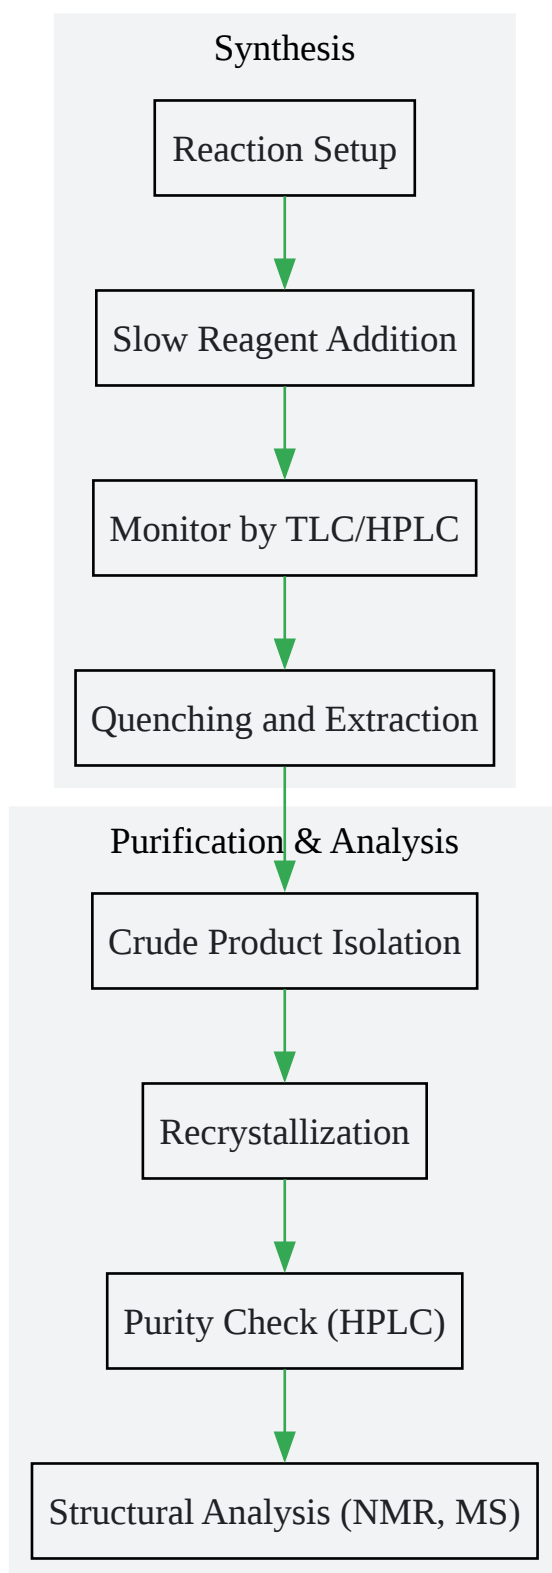 Synthesis
Reaction Setup
Slow Reagent Addition
Monitor by TLC/HPLC
Quenching and Extraction
Purification & Analysis
Crude Product Isolation
Recrystallization
Purity Check (HPLC)
Structural Analysis (NMR, MS)